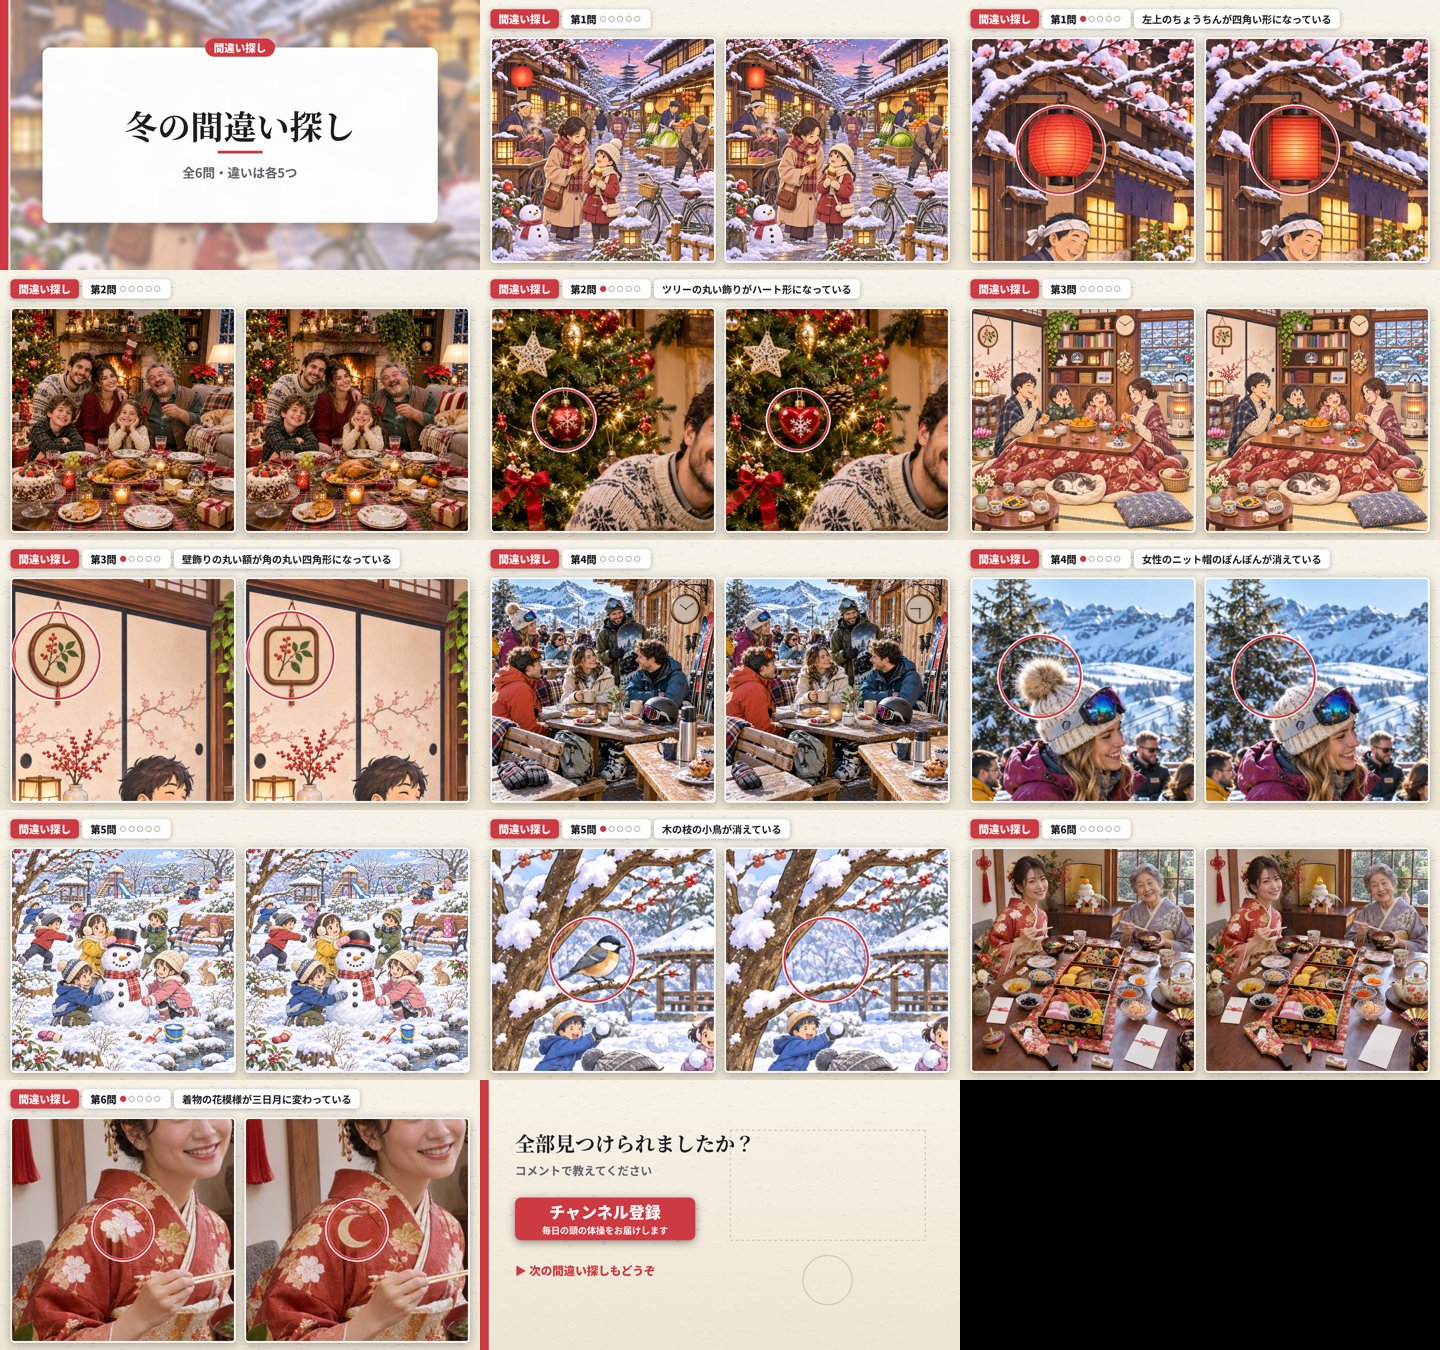 間違い探し
冬の間違い探し
全6問・違いは各5つ
間違い探し 第1問
間違い探し 第1問 左上のちょうちんが四角い形になっている
間違い探し 第2問
間違い探し 第2問 ツリーの丸い飾りがハート形になっている
間違い探し 第3問
間違い探し 第3問 壁飾りの丸い額が角の丸い四角形になっている
間違い探し 第4問
間違い探し 第4問 女性のニット帽のぽんぽんが消えている
間違い探し 第5問
間違い探し 第5問 木の枝の小鳥が消えている
間違い探し 第6問
間違い探し 第6問 着物の花模様が三日月に変わっている
全部見つけられましたか？
コメントで教えてください
チャンネル登録
毎日の頭の体操をお届けします
▶ 次の間違い探しもどうぞ